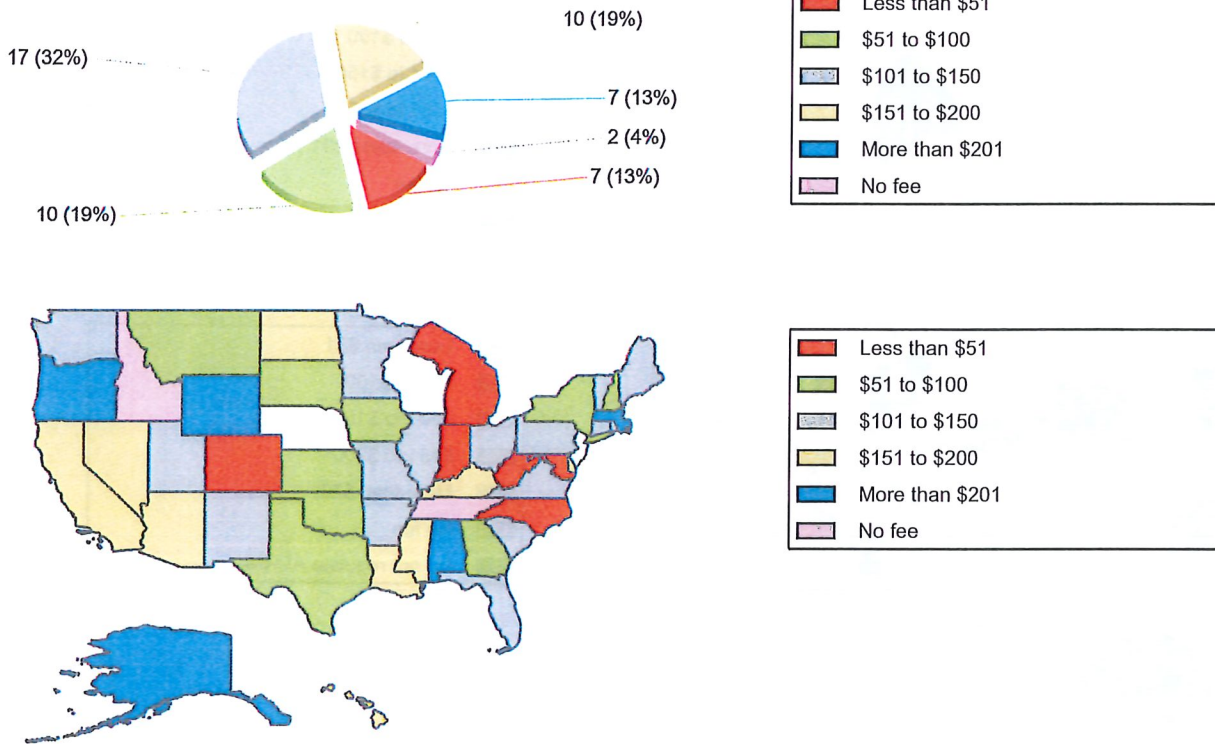 10 (19%)
17 (32%)
7 (13%)
2 (4%)
7 (13%)
10 (19%)
Less than $51
$51 to $100
$101 to $150
$151 to $200
More than $201
No fee
Less than $51
$51 to $100
$101 to $150
$151 to $200
More than $201
No fee